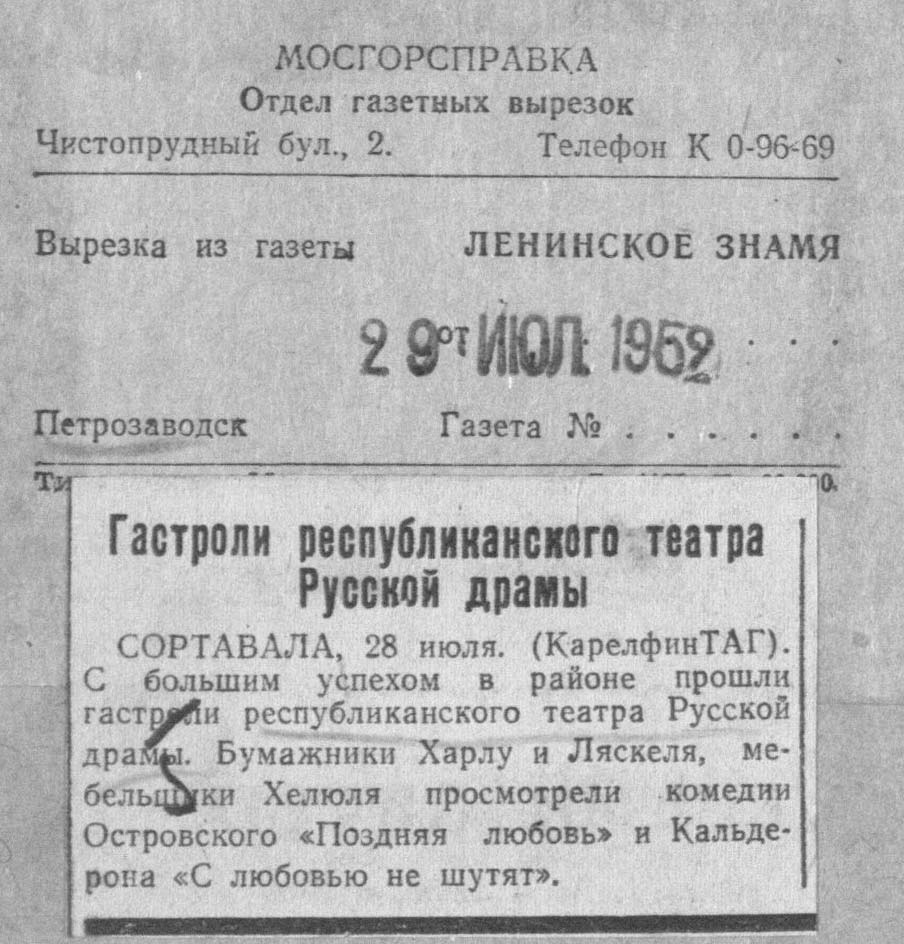 МОСГОРСПРАВКА
Отдел газетных вырезок
Чистопрудный бул., 2. Телефон К 0-96-69
Вырезка из газеты ЛЕНИНСКОЕ ЗНАМЯ
29 от ИЮЛ. 1952 . . .
Петрозаводск Газета № . . . . . .
Гастроли республиканского театра
Русской драмы
СОРТАВАЛА, 28 июля. (КарелфинТАГ).
С большим успехом в районе прошли
гастроли республиканского театра Русской
драмы. Бумажники Харлу и Ляскеля, ме-
бельщики Хелюля просмотрели комедии
Островского «Поздняя любовь» и Кальде-
рона «С любовью не шутят».